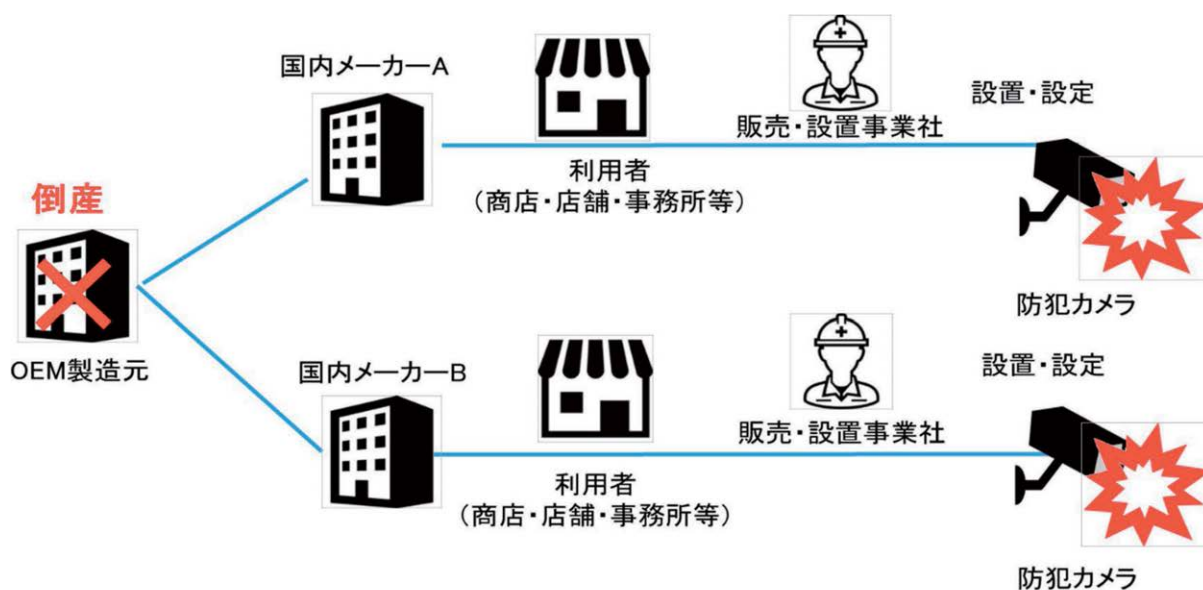 国内メーカーA
設置・設定
販売・設置事業社
利用者
（商店・店舗・事務所等）
倒産
防犯カメラ
OEM製造元
国内メーカーB
設置・設定
販売・設置事業社
利用者
（商店・店舗・事務所等）
防犯カメラ